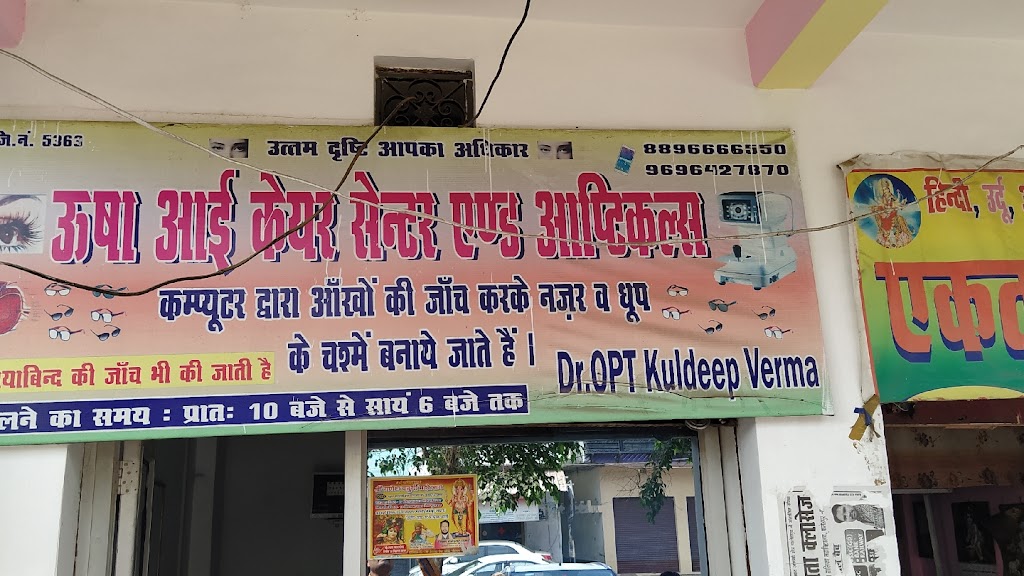 जि.नं. 5363
उत्तम दृष्टि आपका अधिकार
8896666550
9696427870
ऊषा आई केयर सेन्टर एण्ड आप्टिकल्स
कम्प्यूटर द्वारा आँखों की जाँच करके नज़र व धूप
के चश्में बनाये जाते हैं |
Dr.OPT Kuldeep Verma
याबिन्द की जाँच भी की जाती है
लने का समय : प्रातः 10 बजे से सायं 6 बजे तक
हिन्दी, उर्दू,
एकत
ता क्लासेज